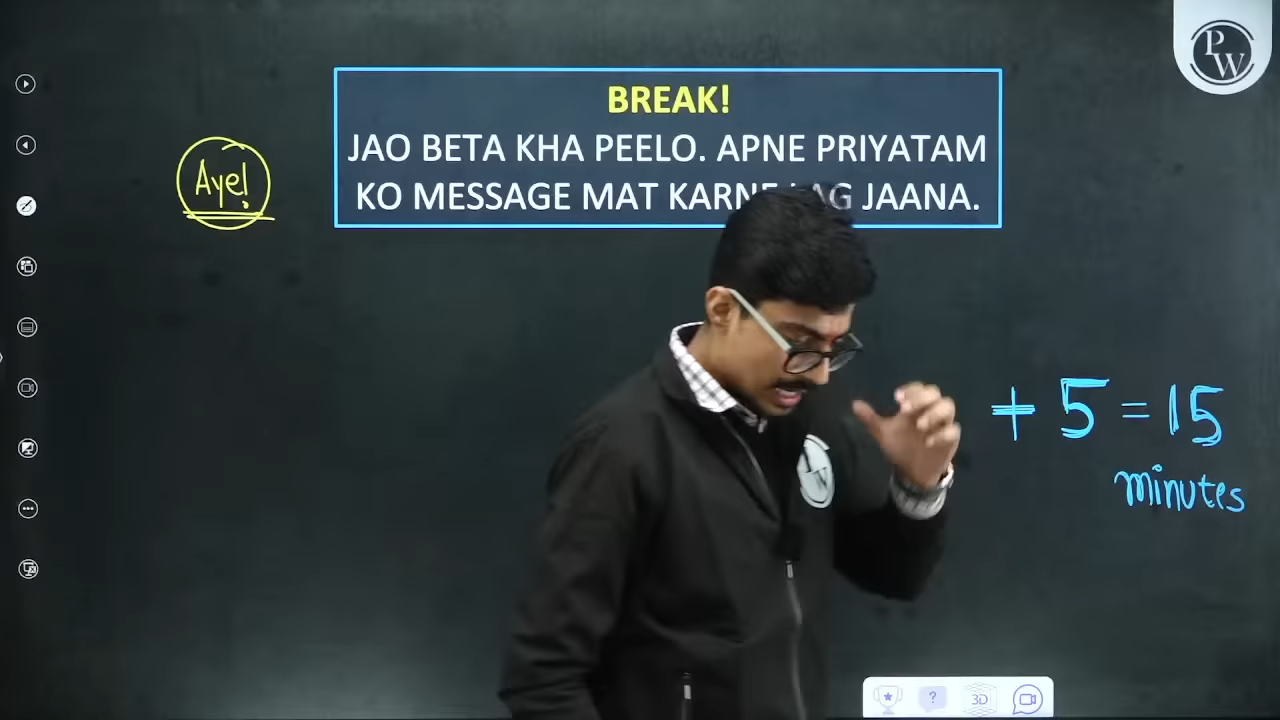 PW
BREAK!
JAO BETA KHA PEELO. APNE PRIYATAM
KO MESSAGE MAT JAANA.
Aye!
+ 5 = 15
minutes
W
?
3D